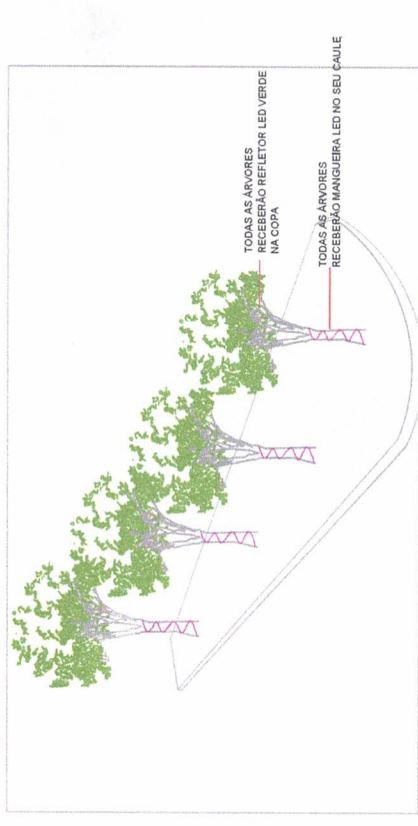 TODAS AS ÁRVORES
RECEBERÃO REFLETOR LED VERDE
NA COPA
TODAS AS ÁRVORES
RECEBERÃO MANGUEIRA LED NO SEU CAULE